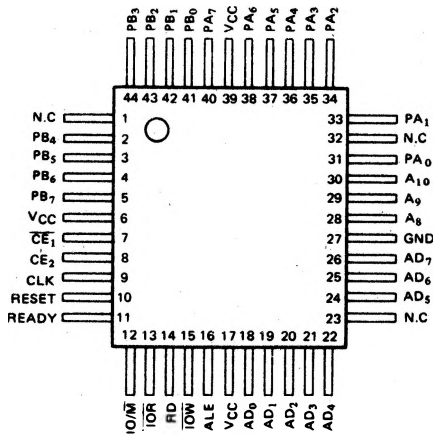 PB3 PB2 PB1 PB0 PA7 VCC PA6 PA5 PA4 PA3 PA2
44 43 42 41 40 39 38 37 36 35 34
N.C 1 33 PA1
PB4 2 32 N.C
PB5 3 31 PA0
PB6 4 30 A10
PB7 5 29 A9
VCC 6 28 A8
CE1 7 27 GND
CE2 8 26 AD7
CLK 9 25 AD6
RESET 10 24 AD5
READY 11 23 N.C
12 13 14 15 16 17 18 19 20 21 22
IO/M IOR RD IOW ALE VCC AD0 AD1 AD2 AD3 AD4